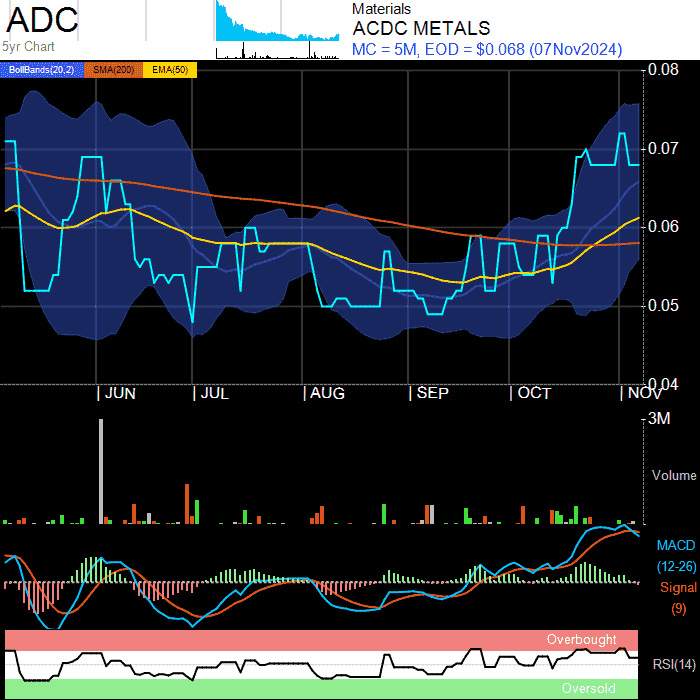 ADC
5yr Chart
Materials
ACDC METALS
MC = 5M, EOD = $0.068 (07Nov2024)
BollBands(20,2) SMA(200) EMA(50)
0.08
0.07
0.06
0.05
0.04
JUN JUL AUG SEP OCT NOV
3M
Volume
MACD
(12-26)
Signal
(9)
Overbought
RSI(14)
Oversold